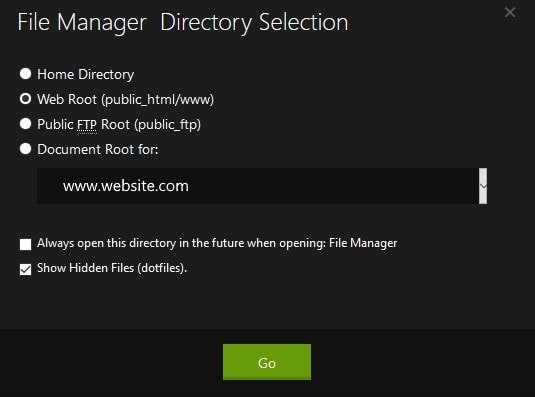 File Manager Directory Selection
Home Directory
Web Root (public_html/www)
Public FTP Root (public_ftp)
Document Root for:
www.website.com
Always open this directory in the future when opening: File Manager
Show Hidden Files (dotfiles).
Go